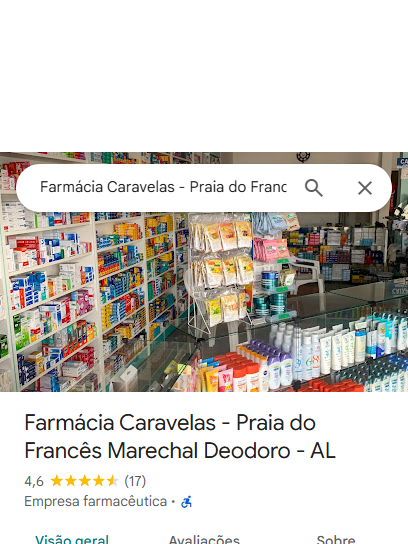 Farmácia Caravelas - Praia do Franc
Farmácia Caravelas - Praia do
Francês Marechal Deodoro - AL
4,6 (17)
Empresa farmacêutica ·
Visão geral Avaliações Sobre